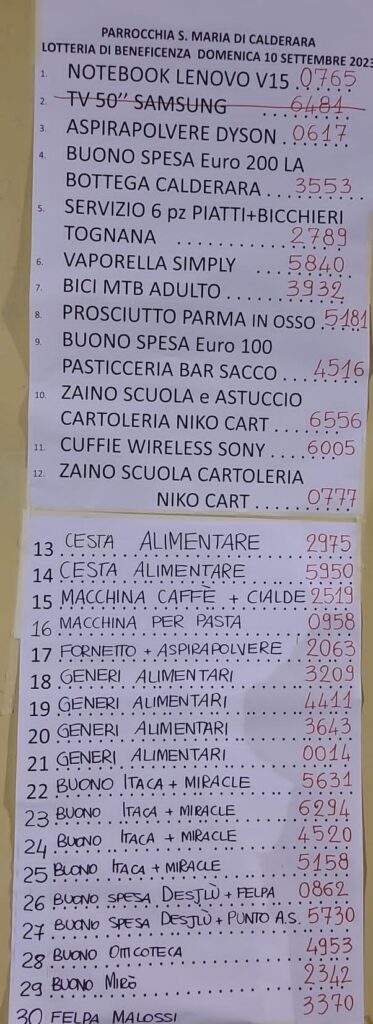 PARROCCHIA S. MARIA DI CALDERARA
LOTTERIA DI BENEFICENZA DOMENICA 10 SETTEMBRE 2023
1. NOTEBOOK LENOVO V15 0765
2. TV 50" SAMSUNG ........ 6481
3. ASPIRAPOLVERE DYSON 0617
4. BUONO SPESA Euro 200 LA
BOTTEGA CALDERARA .... 3553
5. SERVIZIO 6 pz PIATTI+BICCHIERI
TOGNANA ........ 2789
6. VAPORELLA SIMPLY .... 5840
7. BICI MTB ADULTO ........ 3932
8. PROSCIUTTO PARMA IN OSSO 5181
9. BUONO SPESA Euro 100
PASTICCERIA BAR SACCO .... 4516
10. ZAINO SCUOLA e ASTUCCIO
CARTOLERIA NIKO CART .... 6556
11. CUFFIE WIRELESS SONY .... 6005
12. ZAINO SCUOLA CARTOLERIA
NIKO CART .... 0777
13 CESTA ALIMENTARE 2975
14 CESTA ALIMENTARE 5950
15 MACCHINA CAFFÈ + CIALDE 2519
16 MACCHINA PER PASTA 0958
17 FORNETTO + ASPIRAPOLVERE 2063
18 GENERI ALIMENTARI 3209
19 GENERI ALIMENTARI 4411
20 GENERI ALIMENTARI 3643
21 GENERI ALIMENTARI 0014
22 BUONO ITACA + MIRACLE 5631
23 BUONO ITACA + MIRACLE 6294
24 BUONO ITACA + MIRACLE 4520
25 BUONO ITACA + MIRACLE 5158
26 BUONO SPESA DESJLÙ + FELPA 0862
27 BUONO SPESA DESJLÙ + PUNTO A.S. 5730
28 BUONO OTTICOTECA 4953
29 BUONO MIRÒ 2342
30 FELPA MALOSSI 3370